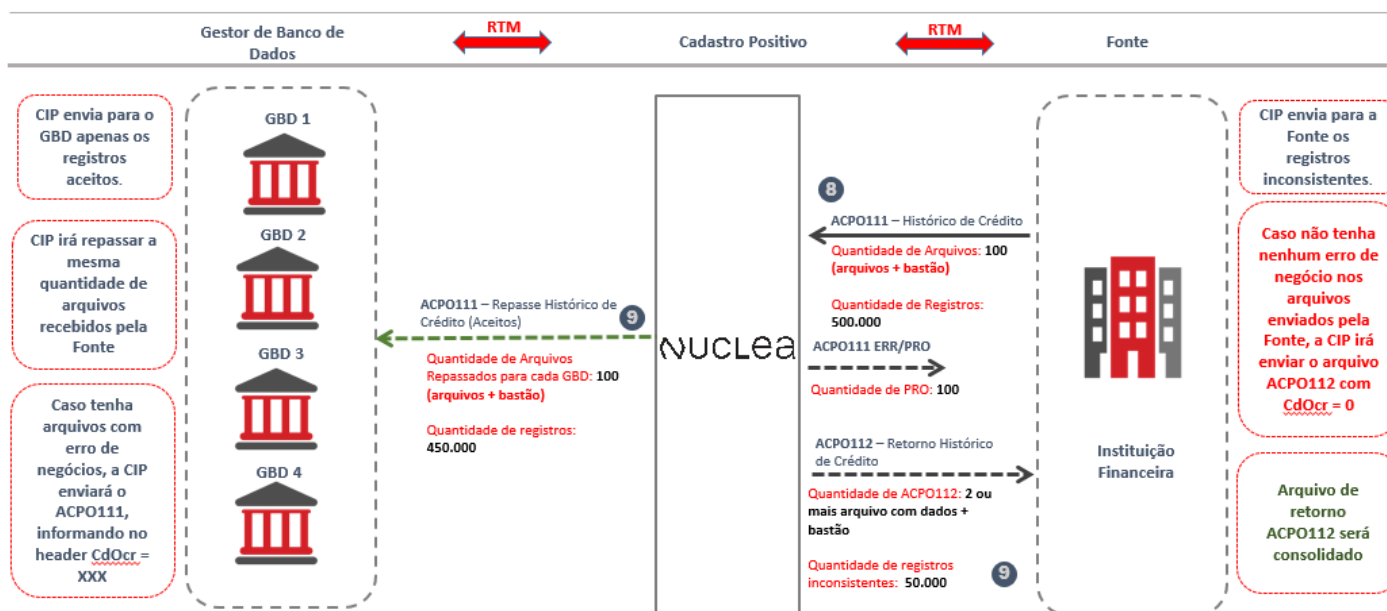 Gestor de Banco de
Dados
RTM
Cadastro Positivo
RTM
Fonte
CIP envia para o
GBD apenas os
registros
aceitos.
CIP irá repassar a
mesma
quantidade de
arquivos
recebidos pela
Fonte
Caso tenha
arquivos com
erro de
negócios, a CIP
enviará o
ACPO111,
informando no
header CdOcr =
XXX
GBD 1
GBD 2
GBD 3
GBD 4
ACPO111 – Repasse Histórico de
Crédito (Aceitos)
9
Quantidade de Arquivos
Repassados para cada GBD: 100
(arquivos + bastão)
Quantidade de registros:
450.000
NUCLEA
8
ACPO111 – Histórico de Crédito
Quantidade de Arquivos: 100
(arquivos + bastão)
Quantidade de Registros:
500.000
ACPO111 ERR/PRO
Quantidade de PRO: 100
ACPO112 – Retorno Histórico
de Crédito
Quantidade de ACPO112: 2 ou
mais arquivo com dados +
bastão
Quantidade de registros
inconsistentes: 50.000
9
Instituição
Financeira
CIP envia para a
Fonte os
registros
inconsistentes.
Caso não tenha
nenhum erro de
negócio nos
arquivos
enviados pela
Fonte, a CIP irá
enviar o arquivo
ACPO112 com
CdOcr = 0
Arquivo de
retorno
ACPO112 será
consolidado